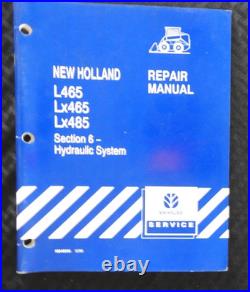 NEW HOLLAND
REPAIR
MANUAL
L465
Lx465
Lx485
Section 6 –
Hydraulic System
NEW HOLLAND
SERVICE